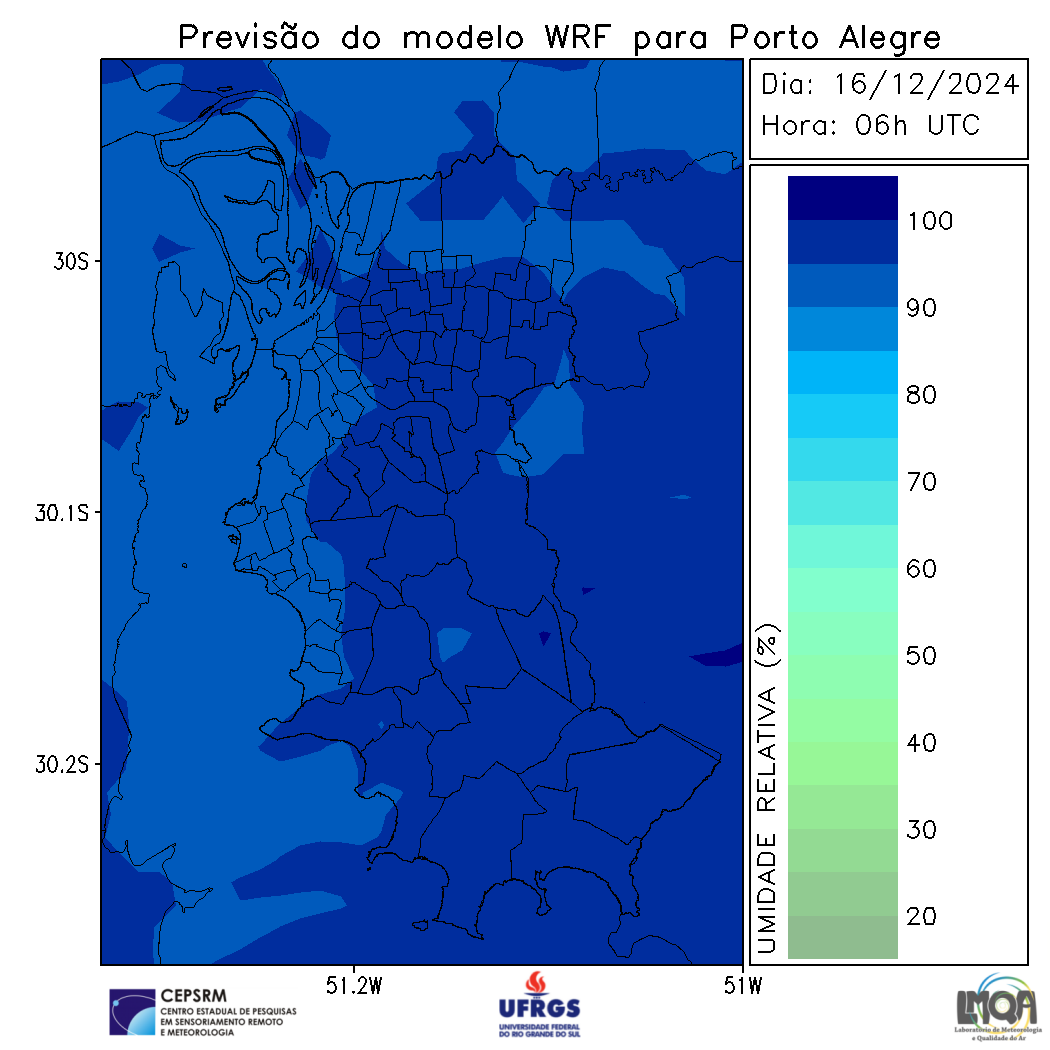 Previsão do modelo WRF para Porto Alegre
Dia: 16/12/2024
Hora: 06h UTC
30S
30.1S
30.2S
51.2W
51W
100
90
80
70
60
50
40
30
20
UMIDADE RELATIVA (%)
CEPSRM
CENTRO ESTADUAL DE PESQUISAS
EM SENSORIAMENTO REMOTO
E METEOROLOGIA
UFRGS
UNIVERSIDADE FEDERAL
DO RIO GRANDE DO SUL
LMQA
Laboratório de Meteorologia
e Qualidade do Ar